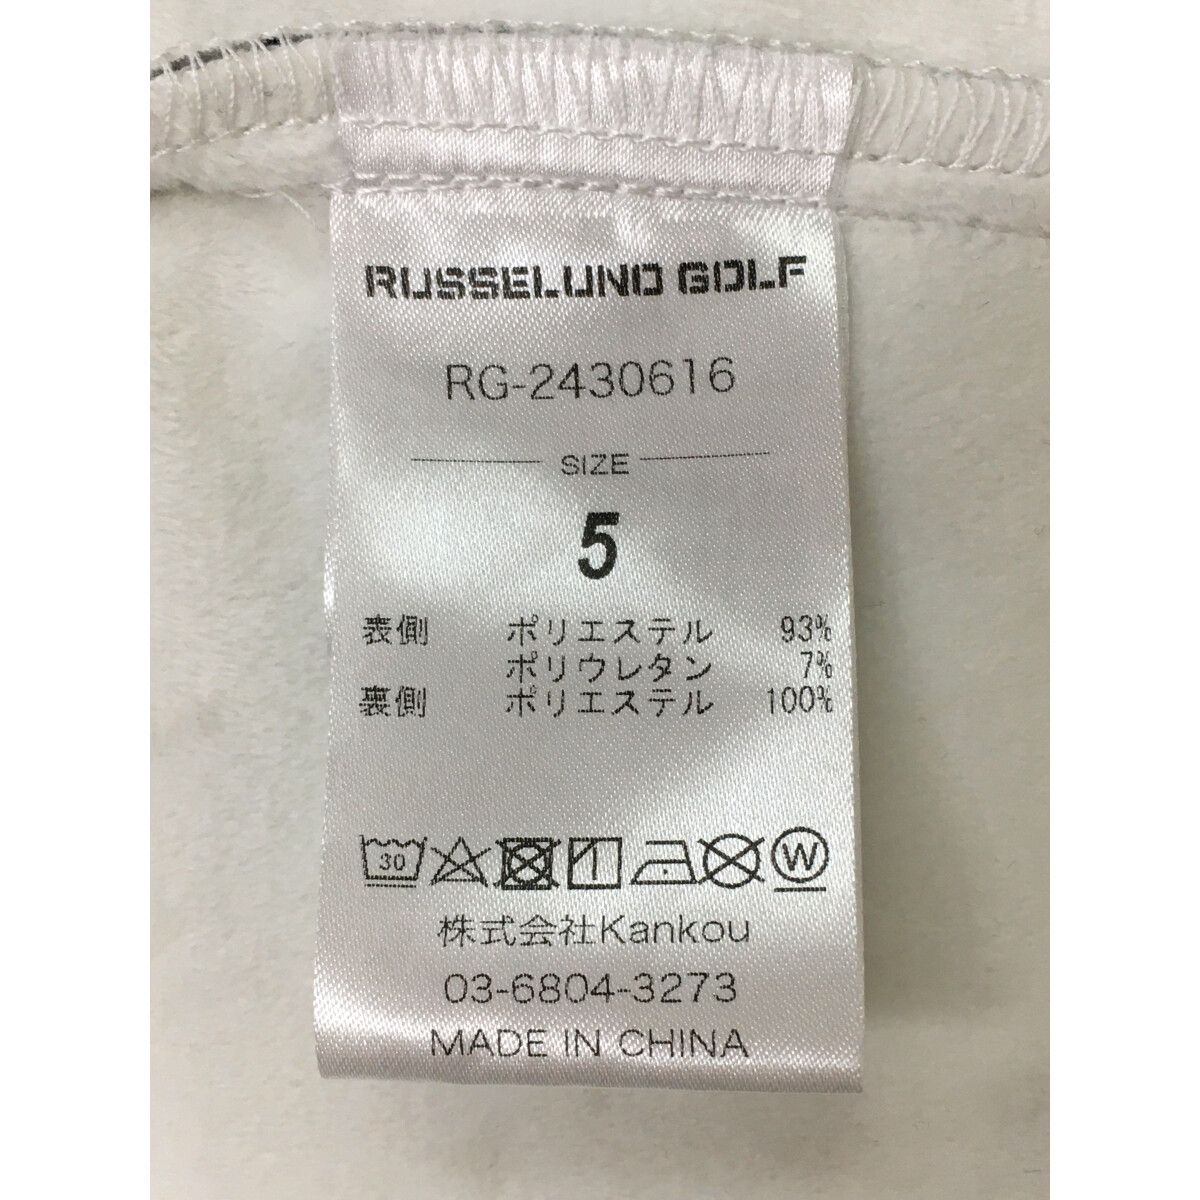 RUSSELUNO GOLF
RG-2430616
SIZE
5
表側 ポリエステル 93%
ポリウレタン 7%
裏側 ポリエステル 100%
30 W
株式会社Kankou
03-6804-3273
MADE IN CHINA